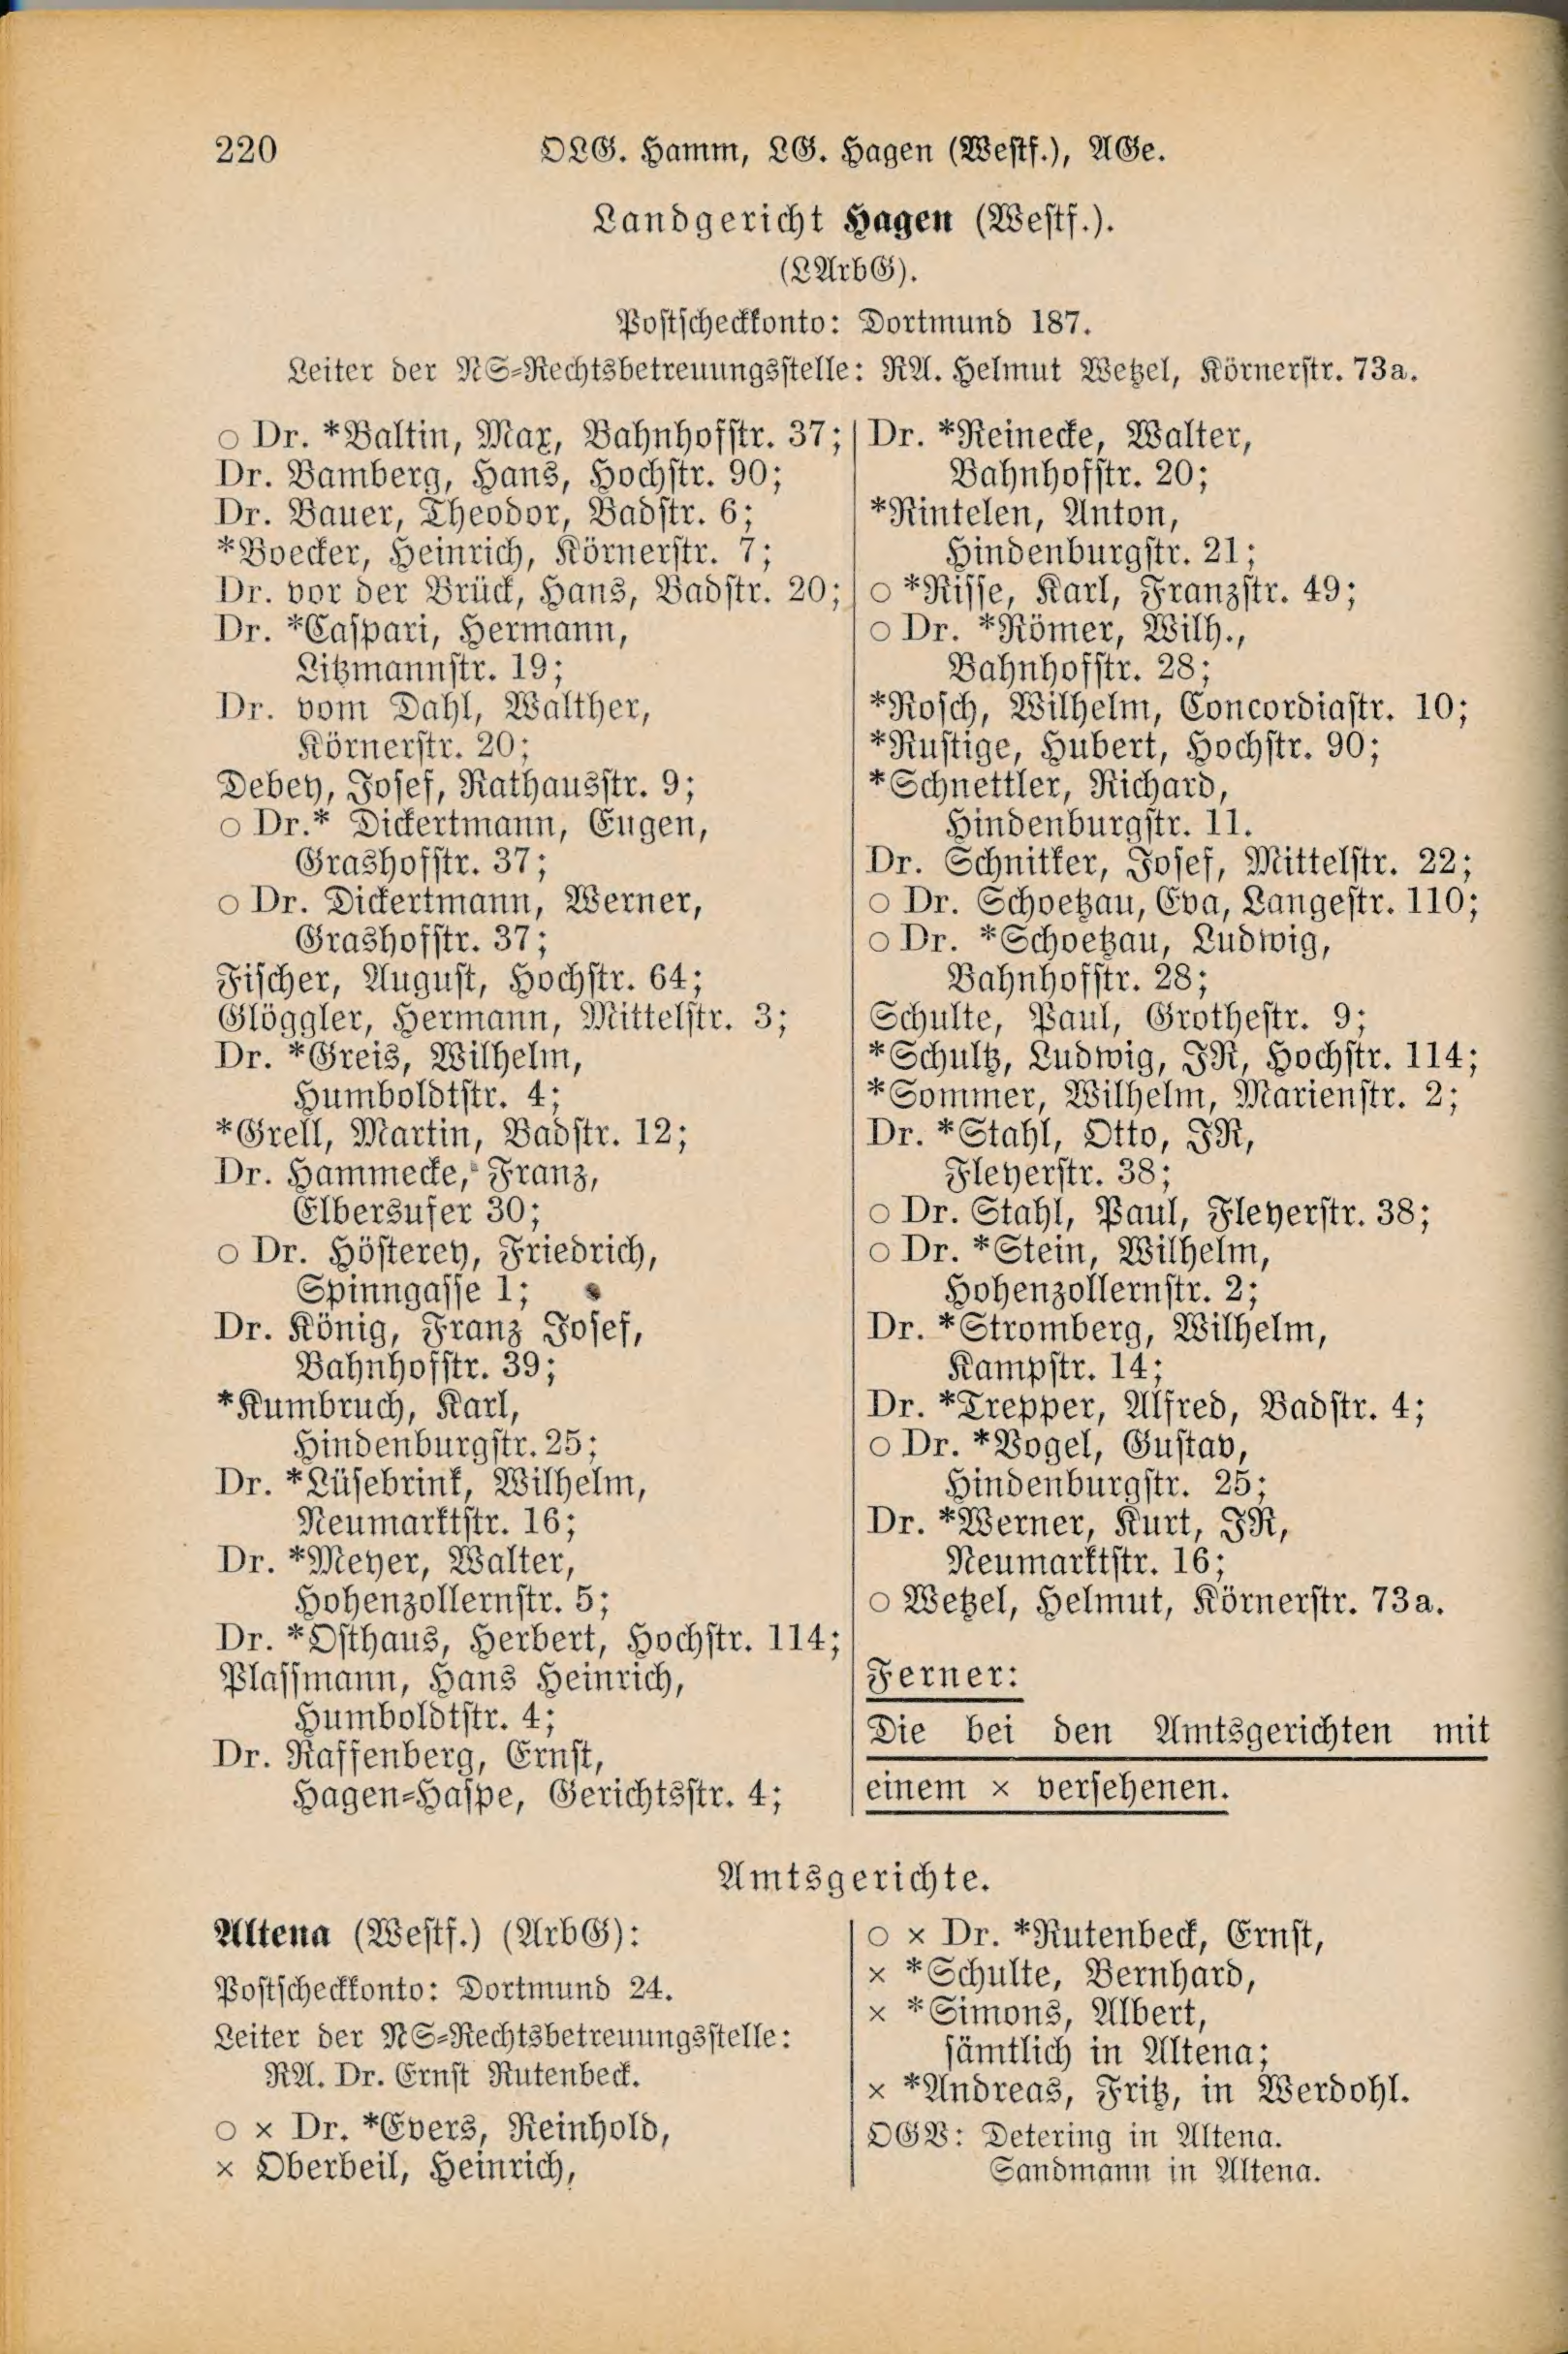 220
OLG. Hamm, LG. Hagen (Westf.), AGe.
Landgericht Hagen (Westf.).
(LArbG).
Postscheckkonto: Dortmund 187.
Leiter der NS-Rechtsbetreuungsstelle: RA. Helmut Wetzel, Körnerstr. 73a.
○ Dr. *Baltin, Max, Bahnhofstr. 37;
Dr. Bamberg, Hans, Hochstr. 90;
Dr. Bauer, Theodor, Badstr. 6;
*Boecker, Heinrich, Körnerstr. 7;
Dr. vor der Brück, Hans, Badstr. 20;
Dr. *Caspari, Hermann,
Litzmannstr. 19;
Dr. vom Dahl, Walther,
Körnerstr. 20;
Debey, Josef, Rathausstr. 9;
○ Dr.* Dickertmann, Eugen,
Grashofstr. 37;
○ Dr. Dickertmann, Werner,
Grashofstr. 37;
Fischer, August, Hochstr. 64;
Glöggler, Hermann, Mittelstr. 3;
Dr. *Greis, Wilhelm,
Humboldtstr. 4;
*Grell, Martin, Badstr. 12;
Dr. Hammecke, Franz,
Elbersufer 30;
○ Dr. Hösterey, Friedrich,
Spinngasse 1;
Dr. König, Franz Josef,
Bahnhofstr. 39;
*Kumbruch, Karl,
Hindenburgstr. 25;
Dr. *Lüsebrink, Wilhelm,
Neumarktstr. 16;
Dr. *Meyer, Walter,
Hohenzollernstr. 5;
Dr. *Osthaus, Herbert, Hochstr. 114;
Plassmann, Hans Heinrich,
Humboldtstr. 4;
Dr. Raffenberg, Ernst,
Hagen-Haspe, Gerichtsstr. 4;
Dr. *Reinecke, Walter,
Bahnhofstr. 20;
*Rintelen, Anton,
Hindenburgstr. 21;
○ *Risse, Karl, Franzstr. 49;
○ Dr. *Römer, Wilh.,
Bahnhofstr. 28;
*Rosch, Wilhelm, Concordiastr. 10;
*Rustige, Hubert, Hochstr. 90;
*Schnettler, Richard,
Hindenburgstr. 11.
Dr. Schnitker, Josef, Mittelstr. 22;
○ Dr. Schoetzau, Eva, Langestr. 110;
○ Dr. *Schoetzau, Ludwig,
Bahnhofstr. 28;
Schulte, Paul, Grothestr. 9;
*Schultz, Ludwig, JR, Hochstr. 114;
*Sommer, Wilhelm, Marienstr. 2;
Dr. *Stahl, Otto, JR,
Fleyerstr. 38;
○ Dr. Stahl, Paul, Fleyerstr. 38;
○ Dr. *Stein, Wilhelm,
Hohenzollernstr. 2;
Dr. *Stromberg, Wilhelm,
Kampstr. 14;
Dr. *Trepper, Alfred, Badstr. 4;
○ Dr. *Vogel, Gustav,
Hindenburgstr. 25;
Dr. *Werner, Kurt, JR,
Neumarktstr. 16;
○ Wetzel, Helmut, Körnerstr. 73a.
Ferner:
Die bei den Amtsgerichten mit
einem × versehenen.
Amtsgerichte.
Altena (Westf.) (ArbG):
Postscheckkonto: Dortmund 24.
Leiter der NS-Rechtsbetreuungsstelle:
RA. Dr. Ernst Rutenbeck.
○ × Dr. *Evers, Reinhold,
× Oberbeil, Heinrich,
○ × Dr. *Rutenbeck, Ernst,
× *Schulte, Bernhard,
× *Simons, Albert,
sämtlich in Altena;
× *Andreas, Fritz, in Werdohl.
OGV: Detering in Altena.
Sandmann in Altena.